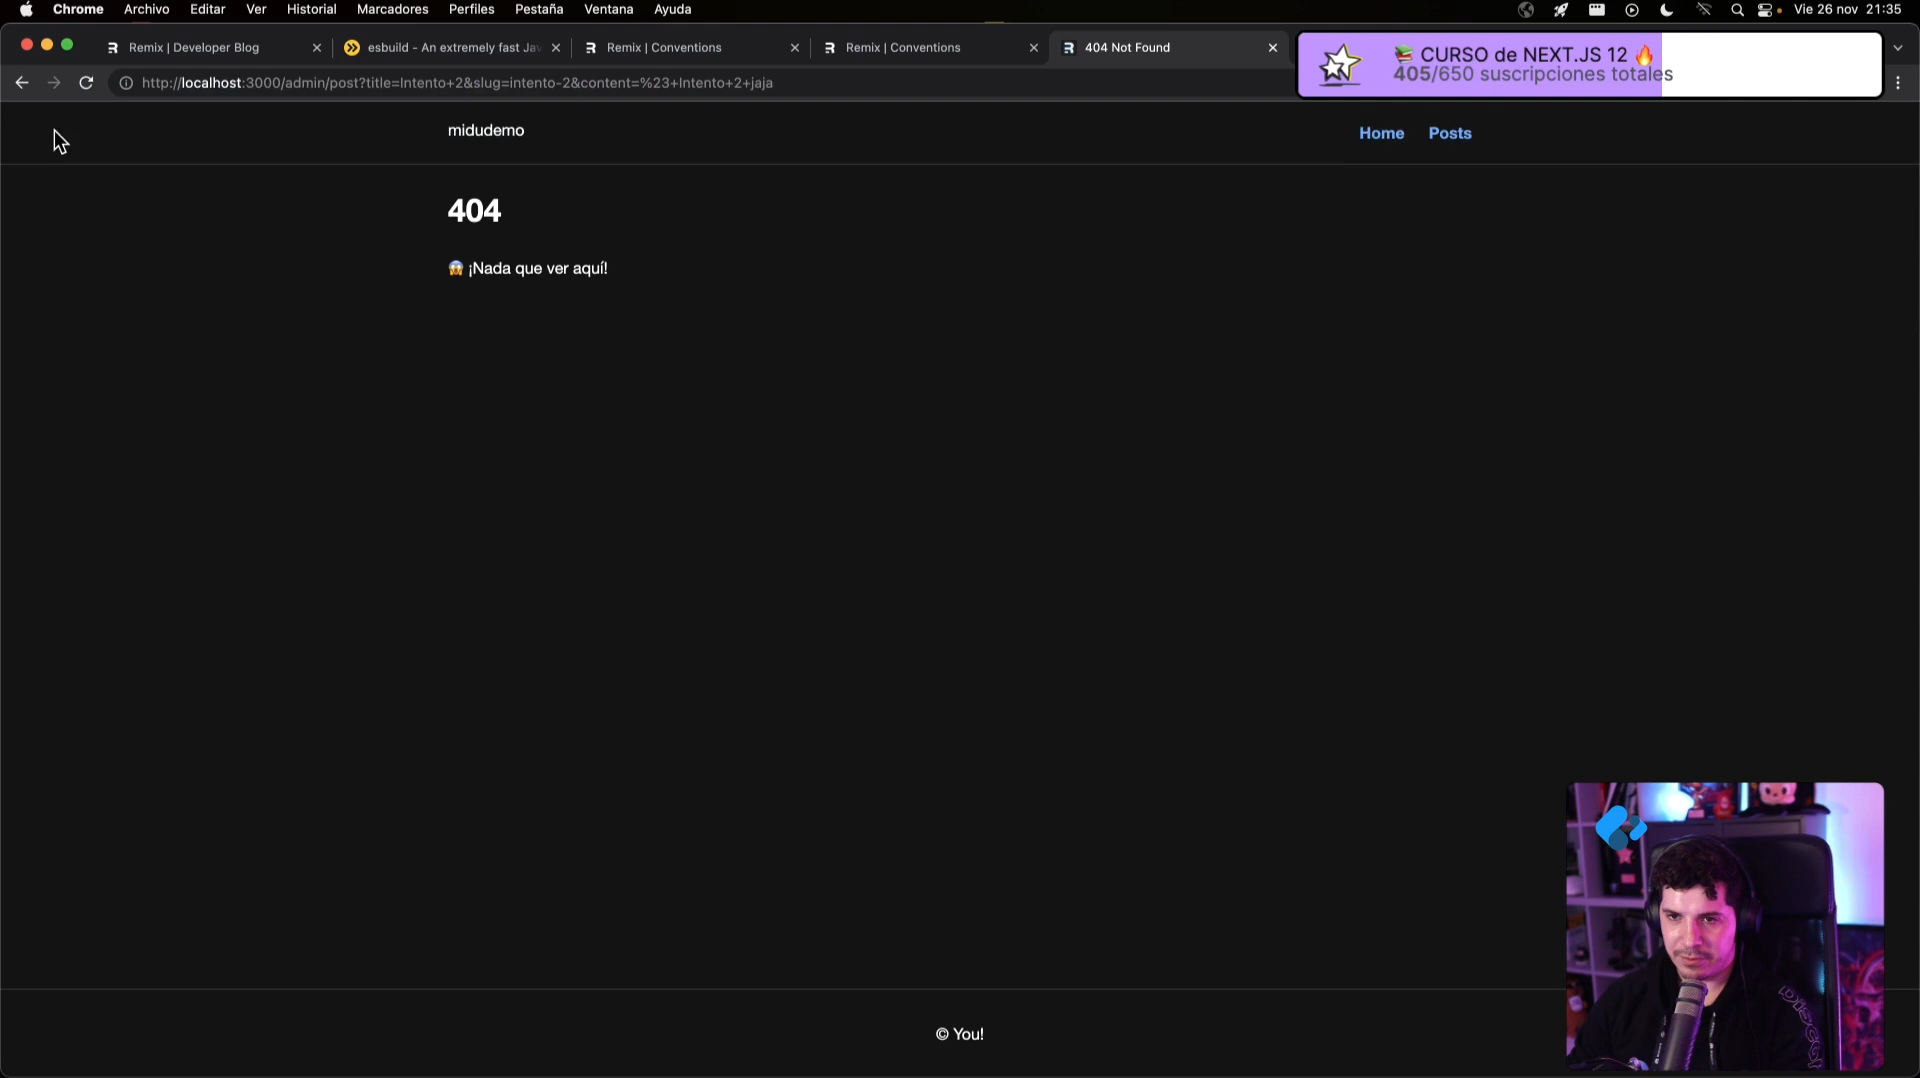 Chrome Archivo Editar Ver Historial Marcadores Perfiles Pestaña Ventana Ayuda Vie 26 nov 21:35
Remix | Developer Blog esbuild - An extremely fast Jav Remix | Conventions Remix | Conventions 404 Not Found
CURSO de NEXT.JS 12
405/650 suscripciones totales
http://localhost:3000/admin/post?title=Intento+2&slug=intento-2&content=%23+Intento+2+jaja
midudemo Home Posts
404
¡Nada que ver aquí!
© You!